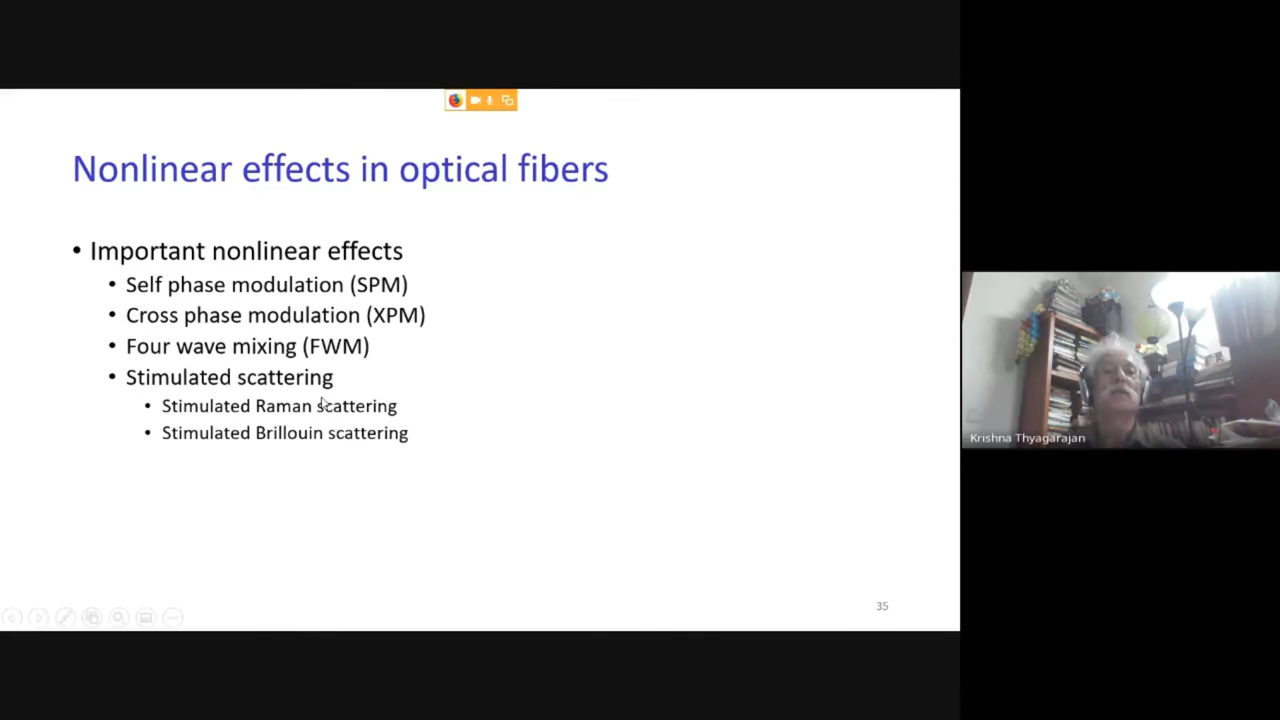 Nonlinear effects in optical fibers
• Important nonlinear effects
• Self phase modulation (SPM)
• Cross phase modulation (XPM)
• Four wave mixing (FWM)
• Stimulated scattering
• Stimulated Raman scattering
• Stimulated Brillouin scattering
35
Krishna Thyagarajan